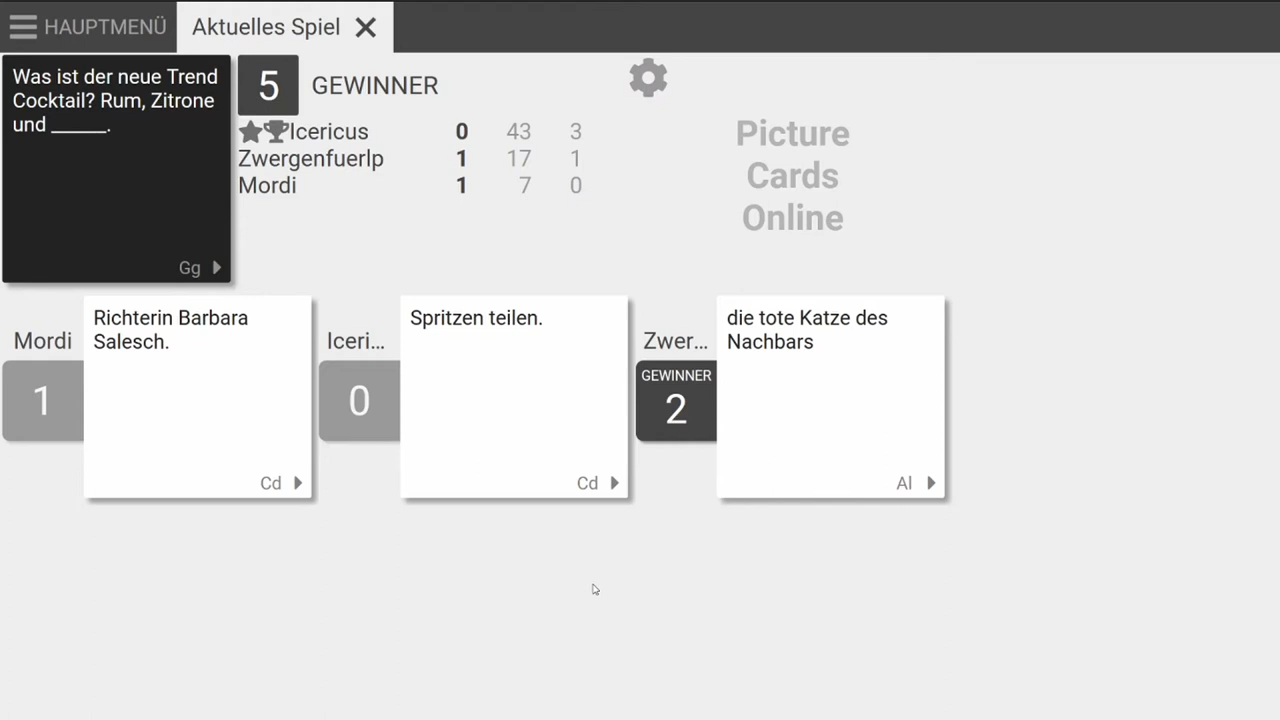 HAUPTMENÜ
Aktuelles Spiel
Was ist der neue Trend
Cocktail? Rum, Zitrone
und _____.
Gg
5 GEWINNER
Icericus 0 43 3
Zwergenfuerlp 1 17 1
Mordi 1 7 0
Picture
Cards
Online
Mordi
1
Richterin Barbara
Salesch.
Cd
Iceri...
0
Spritzen teilen.
Cd
Zwer...
GEWINNER
2
die tote Katze des
Nachbars
Al